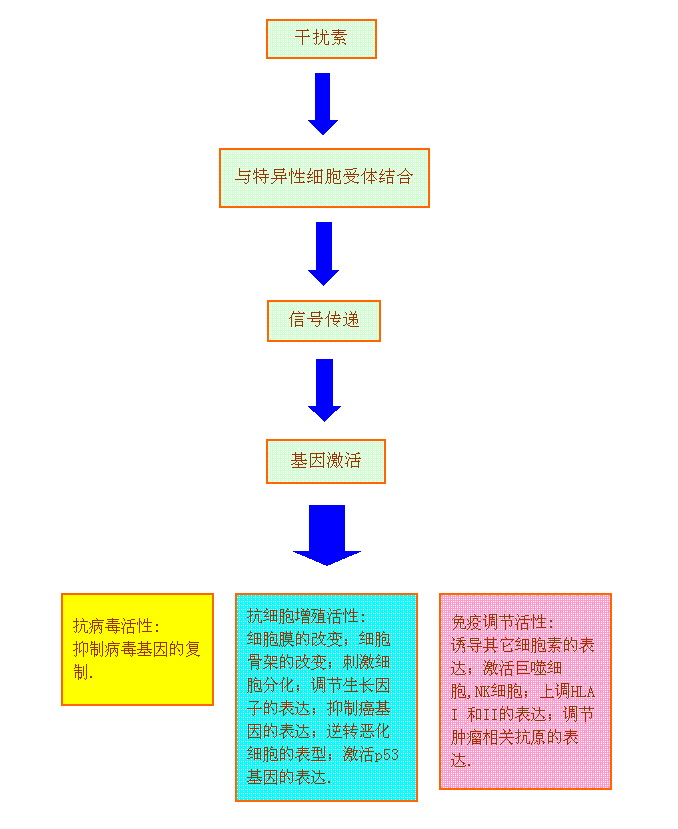 干扰素
与特异性细胞受体结合
信号传递
基因激活
抗病毒活性:
抑制病毒基因的复
制.
抗细胞增殖活性:
细胞膜的改变；细胞
骨架的改变；刺激细
胞分化；调节生长因
子的表达；抑制癌基
因的表达；逆转恶化
细胞的表型；激活p53
基因的表达.
免疫调节活性:
诱导其它细胞素的表
达；激活巨噬细
胞,NK细胞；上调HLA
I 和II的表达；调节
肿瘤相关抗原的表
达.